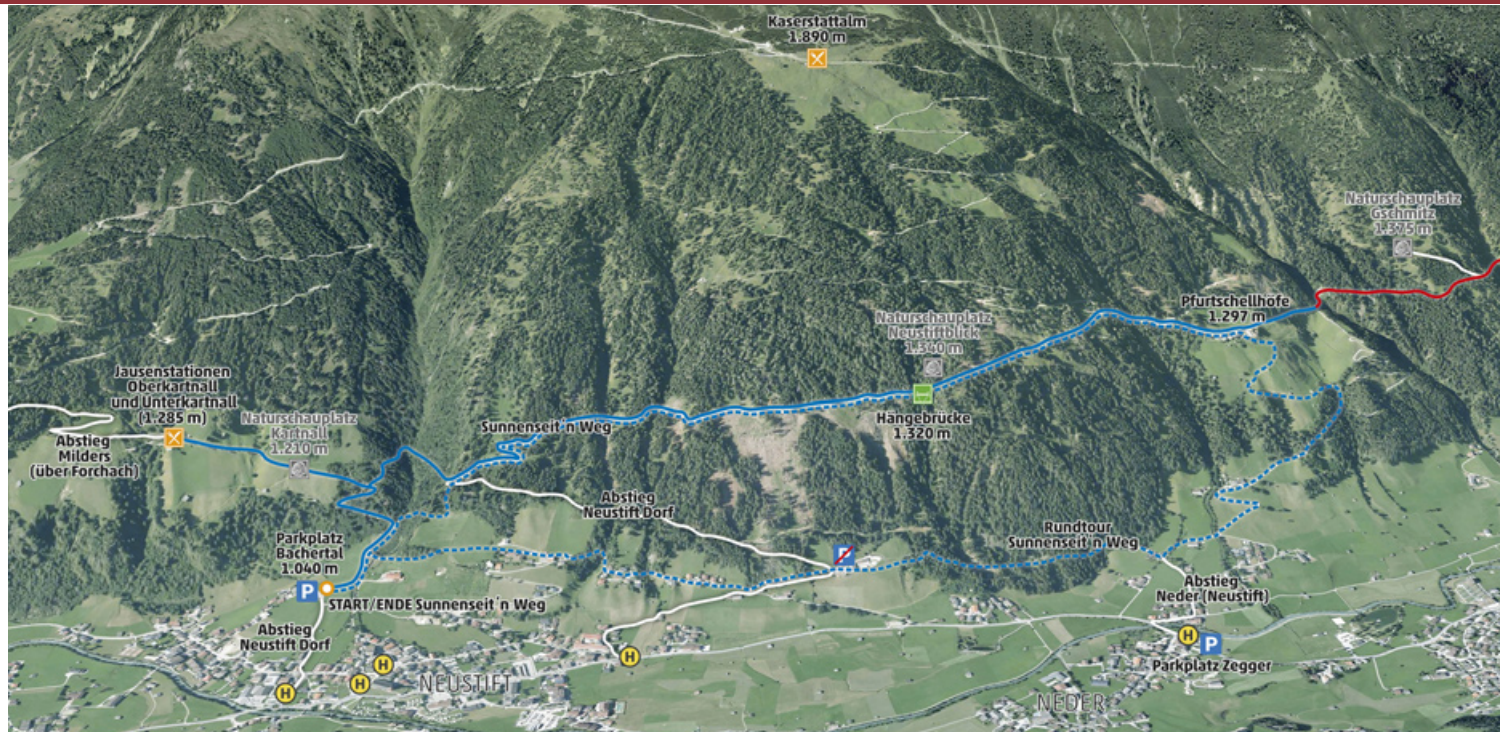 Kaserstattalm
1.890 m
Naturschauplatz
Gschmitz
1.375 m
Pfurtschellhöfe
1.297 m
Naturschauplatz
Neustiftblick
1.340 m
Jausenstationen
Oberkartnall
und Unterkartnall
(1.285 m)
Naturschauplatz
Kartnall
1.210 m
Abstieg
Milders
(über Forchach)
Sunnenseit´n Weg
Hängebrücke
1.320 m
Abstieg
Neustift Dorf
Parkplatz
Bachertal
1.040 m
Rundtour
Sunnenseit´n Weg
P
P
START/ENDE Sunnenseit´n Weg
Abstieg
Neder (Neustift)
Abstieg
Neustift Dorf
H
H
H
H
H
P
Parkplatz Zegger
NEUSTIFT
NEDER